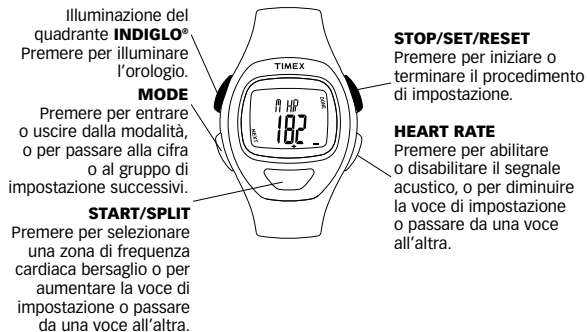 Illuminazione del
quadrante INDIGLO®
Premere per illuminare
l'orologio.
MODE
Premere per entrare
o uscire dalla modalità,
o per passare alla cifra
o al gruppo di
impostazione successivi.
START/SPLIT
Premere per selezionare
una zona di frequenza
cardiaca bersaglio o per
aumentare la voce di
impostazione o passare
da una voce all'altra.
TIMEX
M HR
ZONE
182
NEXT
STOP/SET/RESET
Premere per iniziare o
terminare il procedimento
di impostazione.
HEART RATE
Premere per abilitare
o disabilitare il segnale
acustico, o per diminuire
la voce di impostazione
o passare da una voce
all'altra.